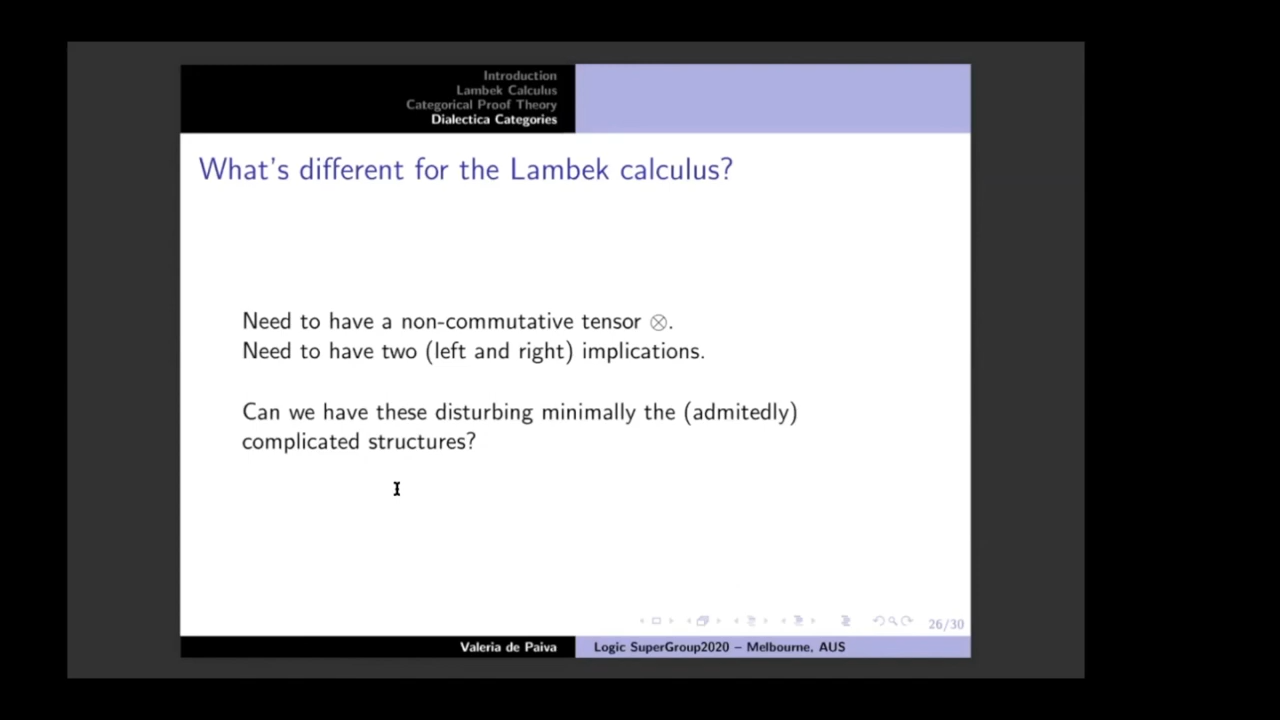 Introduction
Lambek Calculus
Categorical Proof Theory
Dialectica Categories
What's different for the Lambek calculus?
Need to have a non-commutative tensor ⊗.
Need to have two (left and right) implications.
Can we have these disturbing minimally the (admitedly)
complicated structures?
26/30
Valeria de Paiva
Logic SuperGroup2020 – Melbourne, AUS